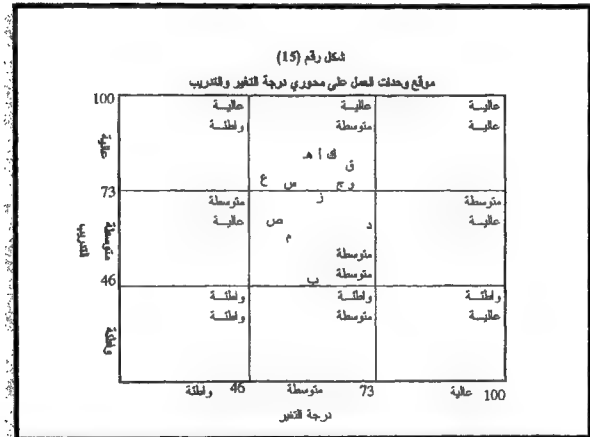 شكل رقم (15)
موقع وحدات العمل على محوري درجة التغير والتدريب
100
عالية عالية عالية
واطئة متوسطة عالية
عالية
ك أ هـ
ق
ع س ج و
73
ز
متوسطة متوسطة
عالية عالية
ص د
م
متوسطة
التدريب
متوسطة
متوسطة
46
ب
واطئة واطئة واطئة
واطئة متوسطة عالية
واطئة
واطئة 46 متوسطة 73 عالية 100
درجة التغير